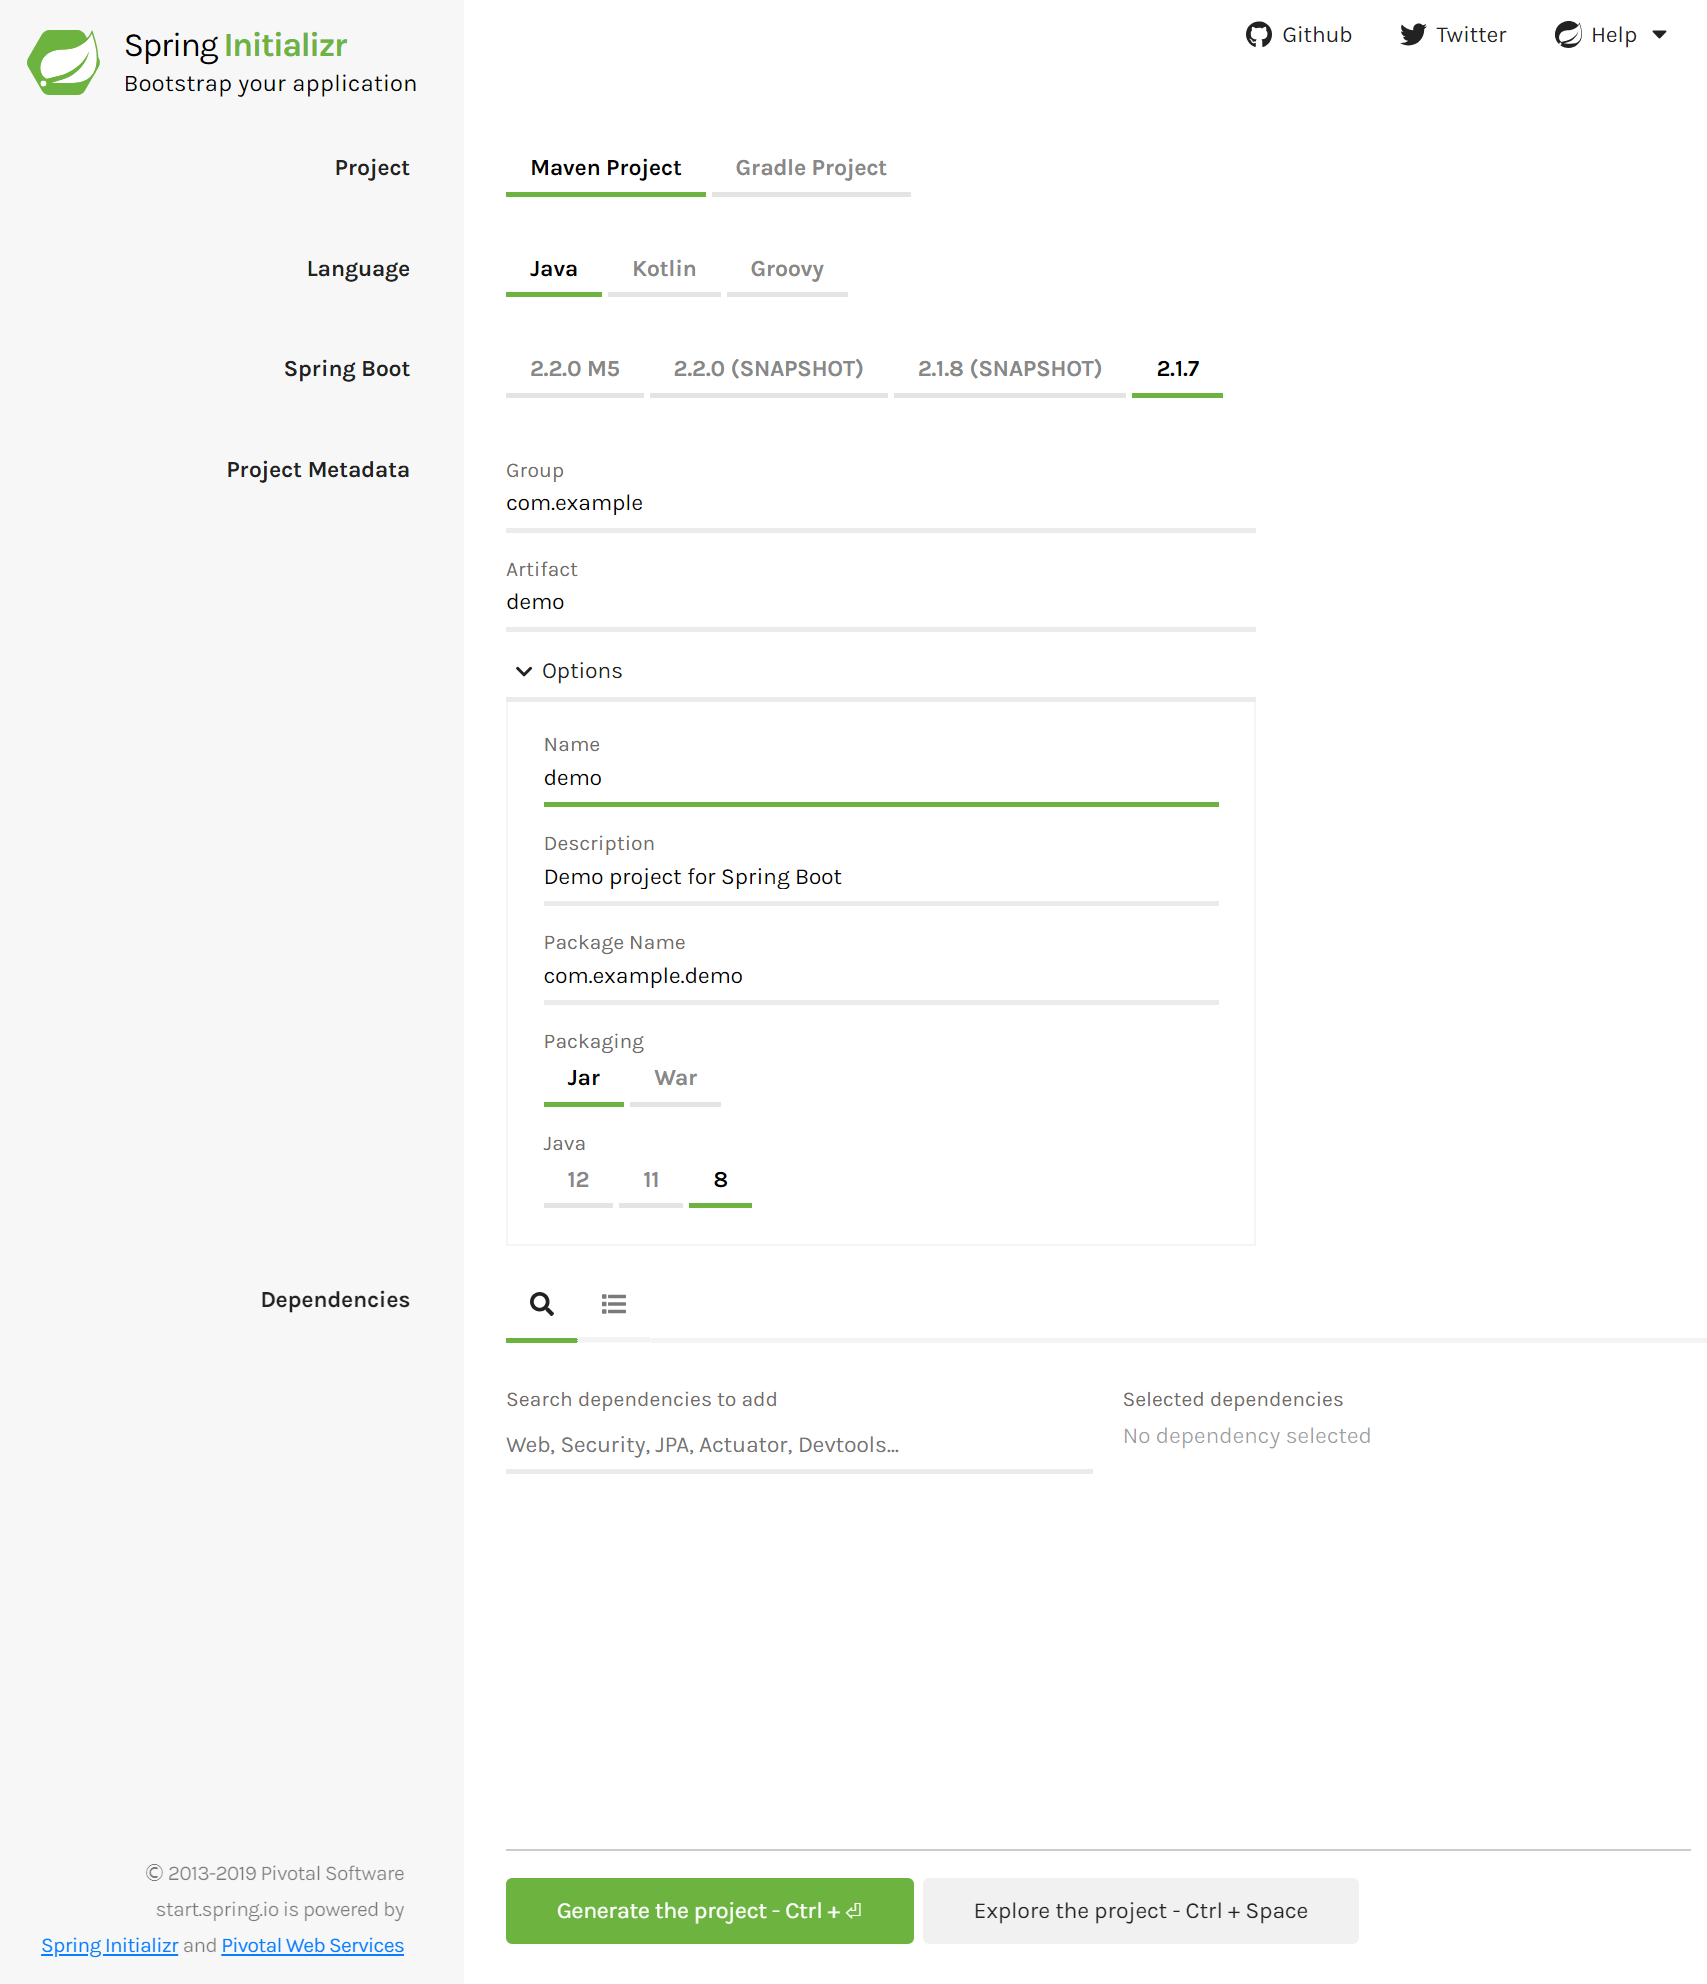 Spring Initializr
Bootstrap your application
Github Twitter Help
Project
Maven Project Gradle Project
Language
Java Kotlin Groovy
Spring Boot
2.2.0 M5 2.2.0 (SNAPSHOT) 2.1.8 (SNAPSHOT) 2.1.7
Project Metadata
Group
com.example
Artifact
demo
Options
Name
demo
Description
Demo project for Spring Boot
Package Name
com.example.demo
Packaging
Jar War
Java
12 11 8
Dependencies
Search dependencies to add
Web, Security, JPA, Actuator, Devtools...
Selected dependencies
No dependency selected
© 2013-2019 Pivotal Software
start.spring.io is powered by
Spring Initializr and Pivotal Web Services
Generate the project - Ctrl + ⏎
Explore the project - Ctrl + Space